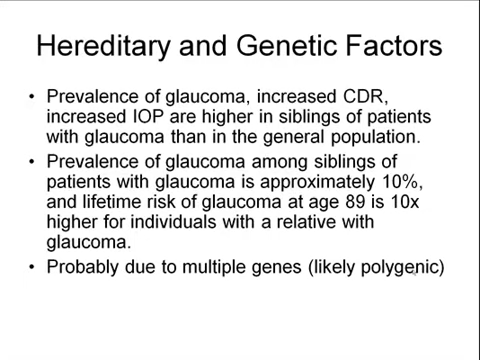 Hereditary and Genetic Factors
• Prevalence of glaucoma, increased CDR,
increased IOP are higher in siblings of patients
with glaucoma than in the general population.
• Prevalence of glaucoma among siblings of
patients with glaucoma is approximately 10%,
and lifetime risk of glaucoma at age 89 is 10x
higher for individuals with a relative with
glaucoma.
• Probably due to multiple genes (likely polygenic)